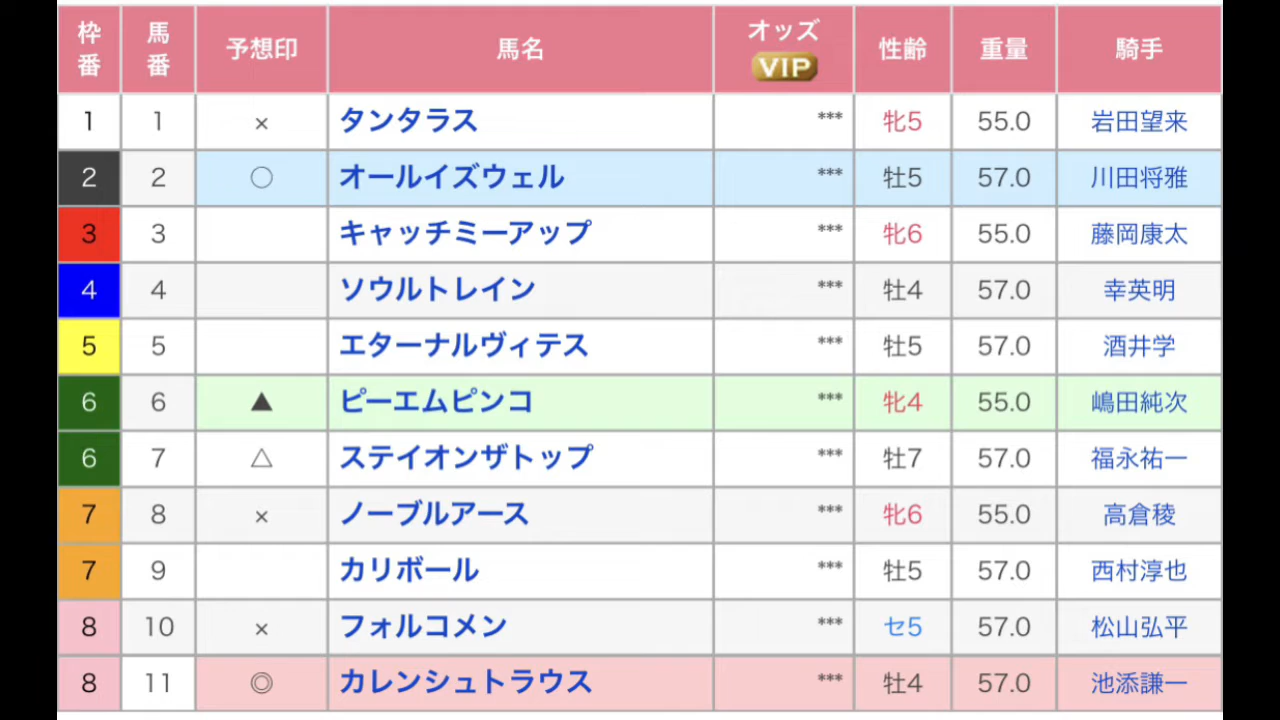 枠番 馬番 予想印 馬名 オッズ VIP 性齢 重量 騎手
1 1 × タンタラス *** 牝5 55.0 岩田望来
2 2 ○ オールイズウェル *** 牡5 57.0 川田将雅
3 3 キャッチミーアップ *** 牝6 55.0 藤岡康太
4 4 ソウルトレイン *** 牡4 57.0 幸英明
5 5 エターナルヴィテス *** 牡5 57.0 酒井学
6 6 ▲ ピーエムピンコ *** 牝4 55.0 嶋田純次
6 7 △ ステイオンザトップ *** 牡7 57.0 福永祐一
7 8 × ノーブルアース *** 牝6 55.0 高倉稜
7 9 カリボール *** 牡5 57.0 西村淳也
8 10 × フォルコメン *** セ5 57.0 松山弘平
8 11 ◎ カレンシュトラウス *** 牡4 57.0 池添謙一